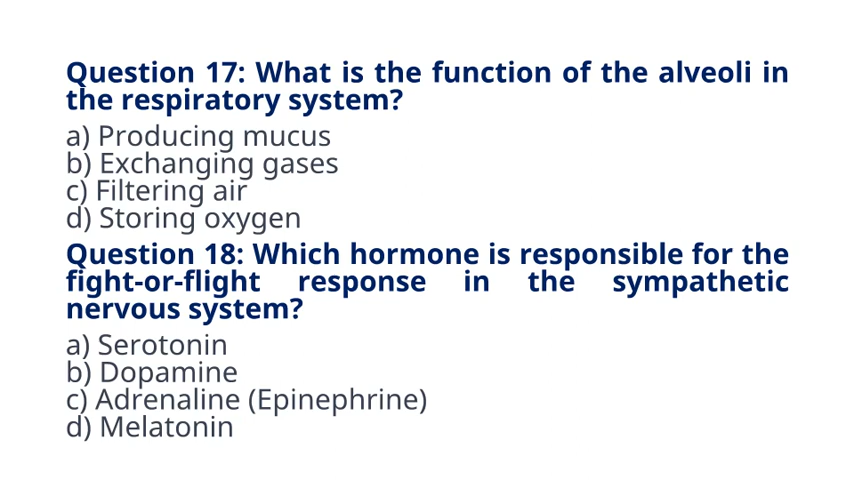 Question 17: What is the function of the alveoli in
the respiratory system?
a) Producing mucus
b) Exchanging gases
c) Filtering air
d) Storing oxygen
Question 18: Which hormone is responsible for the
fight-or-flight response in the sympathetic
nervous system?
a) Serotonin
b) Dopamine
c) Adrenaline (Epinephrine)
d) Melatonin